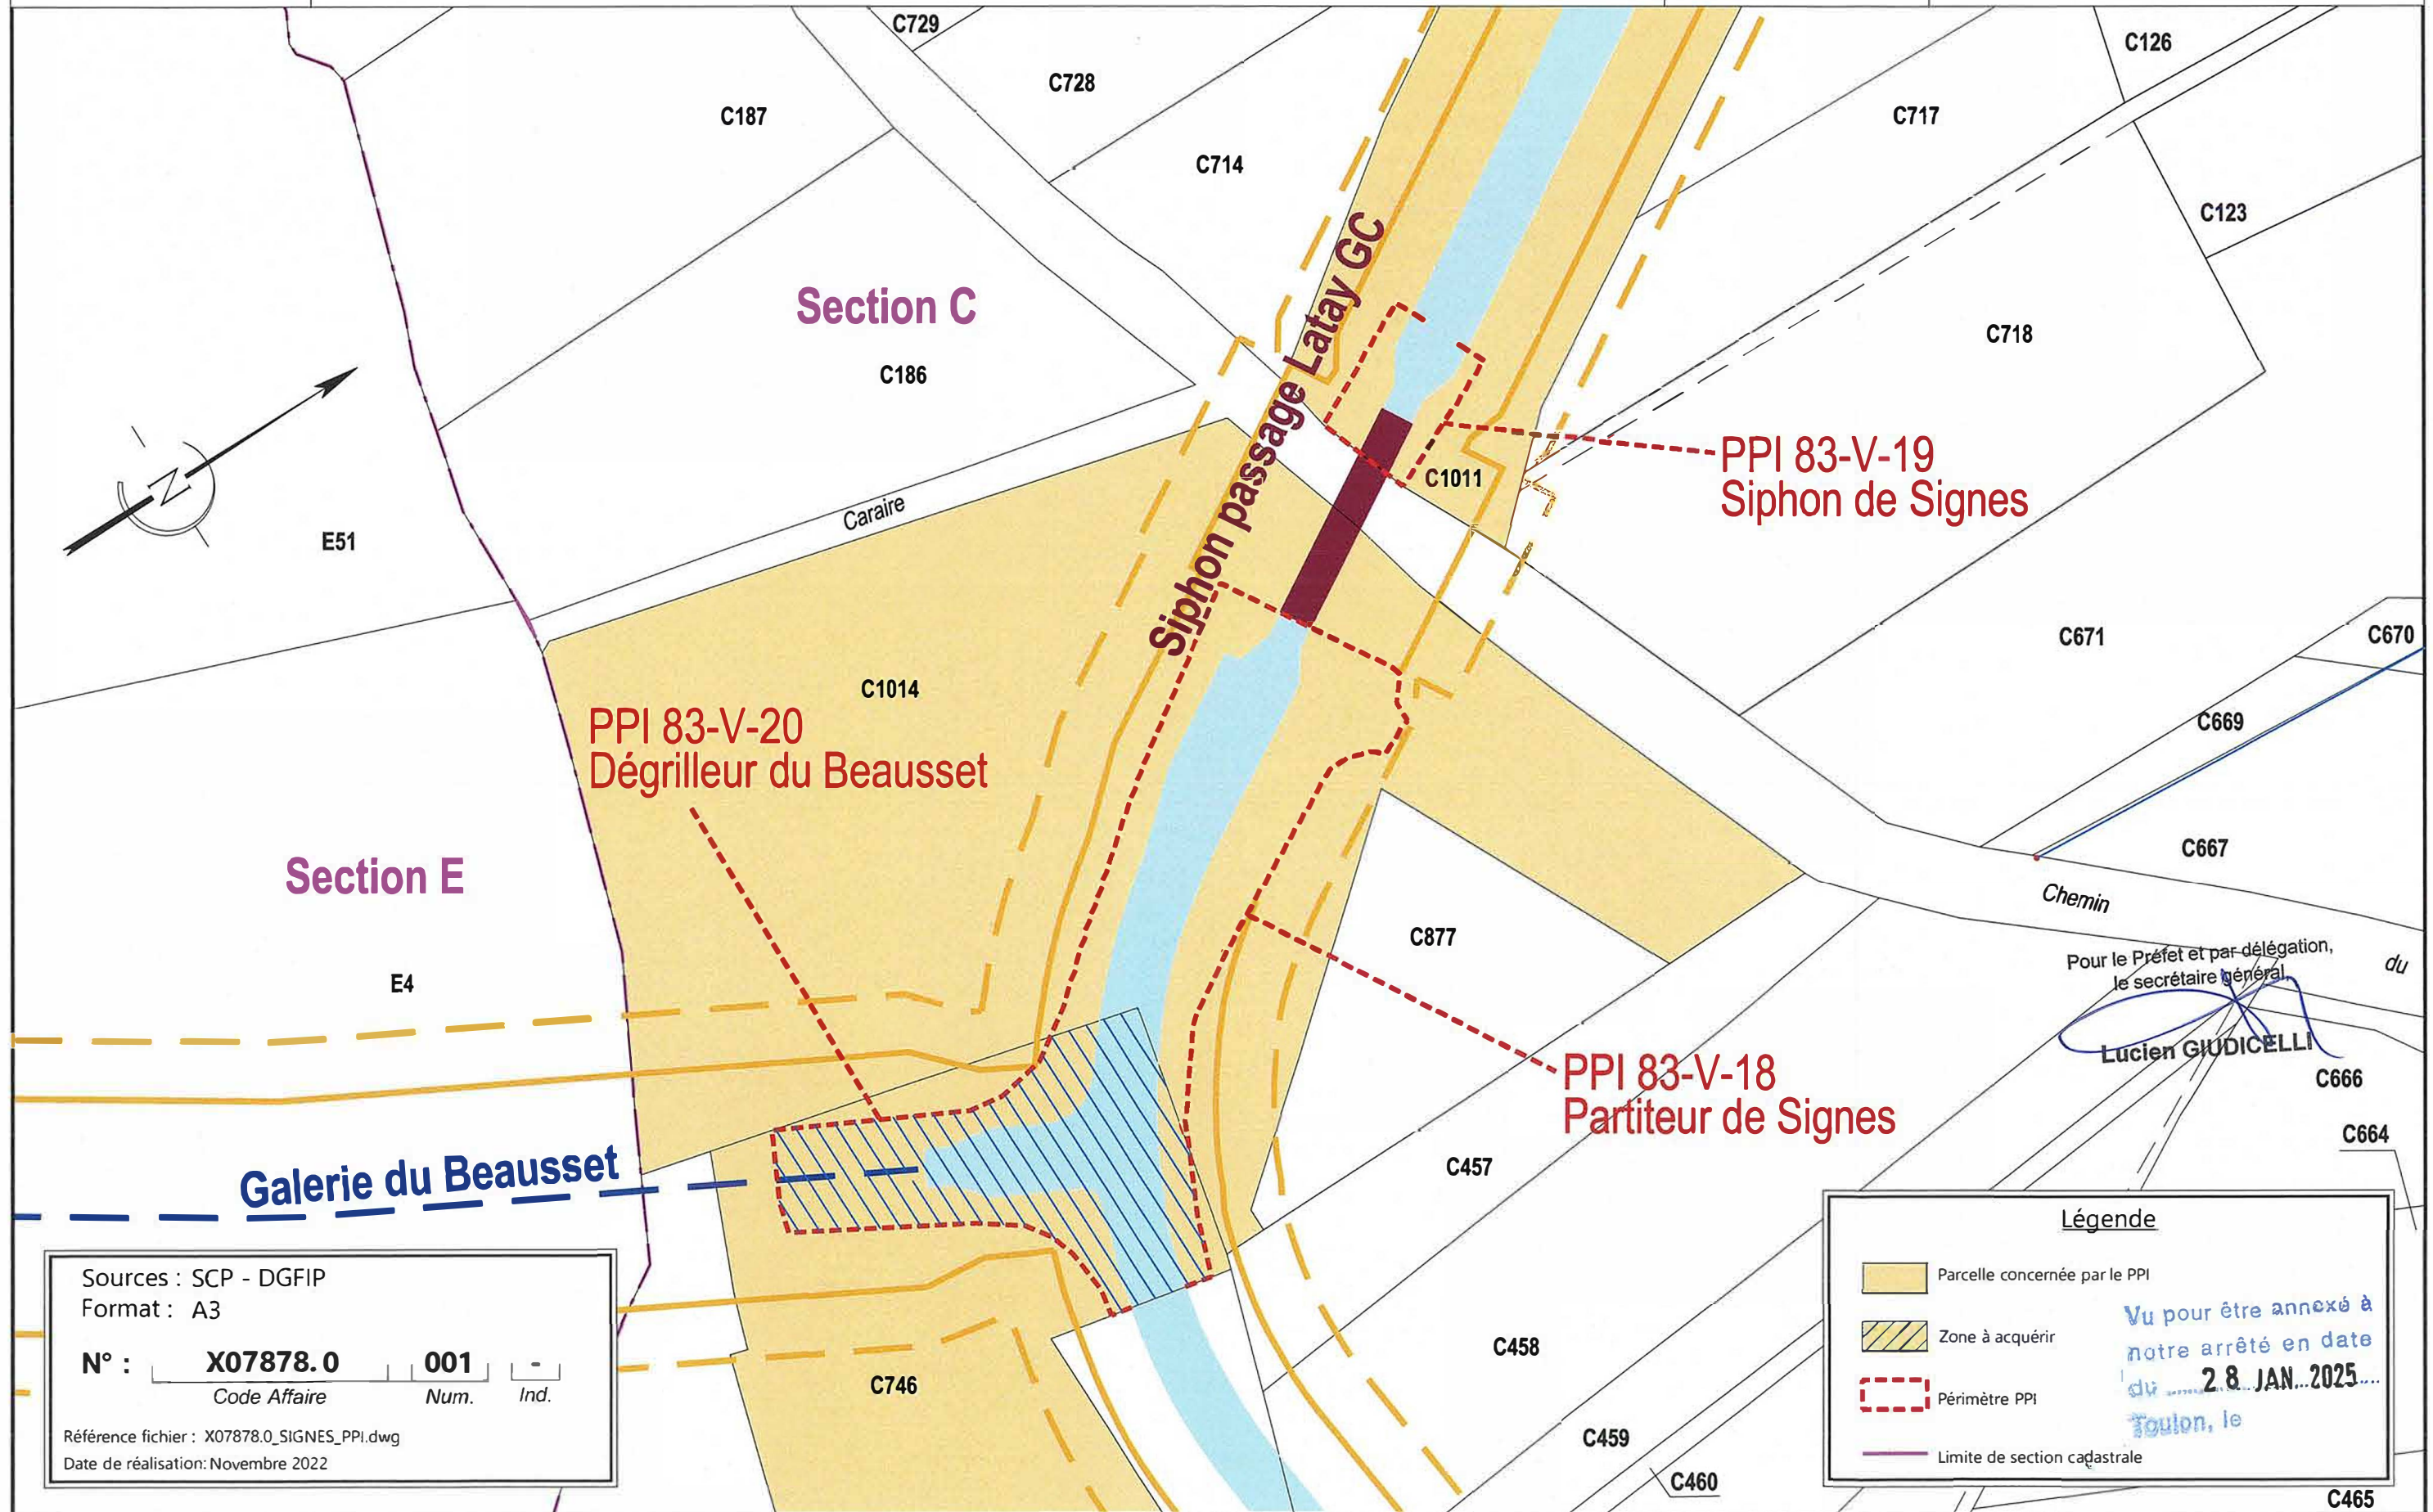 C729
C126
C728
C187
C717
C714
C123
Section C
C718
C186
Siphon passage Latay GC
PPI 83-V-19
Siphon de Signes
C1011
N
Caraire
E51
C671
C670
C1014
PPI 83-V-20
Dégrilleur du Beausset
C669
C667
Section E
Chemin
C877
Pour le Préfet et par délégation,
le secrétaire général,
du
E4
Lucien GIUDICELLI
C666
PPI 83-V-18
Partiteur de Signes
C664
C457
Galerie du Beausset
Sources : SCP - DGFIP
Format : A3
N° : X07878.0 001 -
Code Affaire Num. Ind.
Référence fichier : X07878.0_SIGNES_PPI.dwg
Date de réalisation: Novembre 2022
C746
C458
C459
C460
Légende
Parcelle concernée par le PPI
Zone à acquérir
Périmètre PPI
Limite de section cadastrale
Vu pour être annexé à
notre arrêté en date
du 28 JAN. 2025
Toulon, le
C465